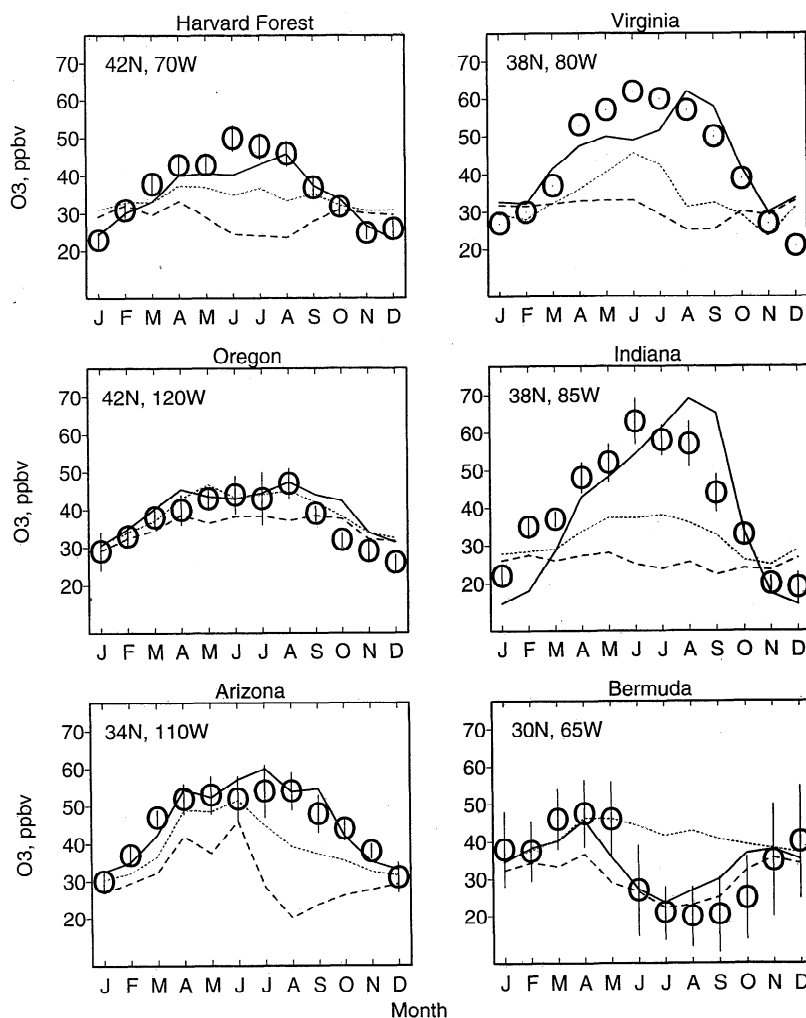 Harvard Forest
42N, 70W
O3, ppbv
70
60
50
40
30
20
J F M A M J J A S O N D
Virginia
38N, 80W
70
60
50
40
30
20
J F M A M J J A S O N D
Oregon
42N, 120W
O3, ppbv
70
60
50
40
30
20
J F M A M J J A S O N D
Indiana
38N, 85W
70
60
50
40
30
20
J F M A M J J A S O N D
Arizona
34N, 110W
O3, ppbv
70
60
50
40
30
20
J F M A M J J A S O N D
Bermuda
30N, 65W
70
60
50
40
30
20
J F M A M J J A S O N D
Month